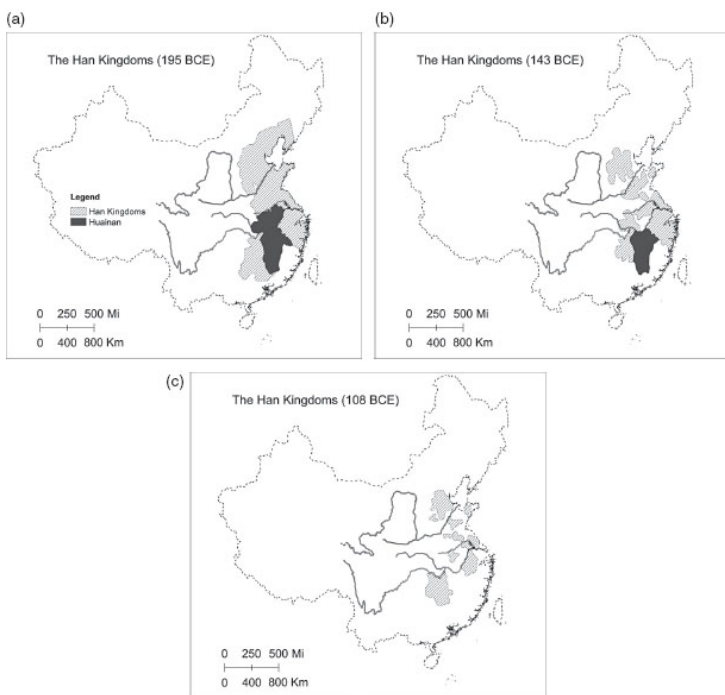 (a)
The Han Kingdoms (195 BCE)
Legend
Han Kingdoms
Huainan
0 250 500 Mi
0 400 800 Km
(b)
The Han Kingdoms (143 BCE)
0 250 500 Mi
0 400 800 Km
(c)
The Han Kingdoms (108 BCE)
0 250 500 Mi
0 400 800 Km